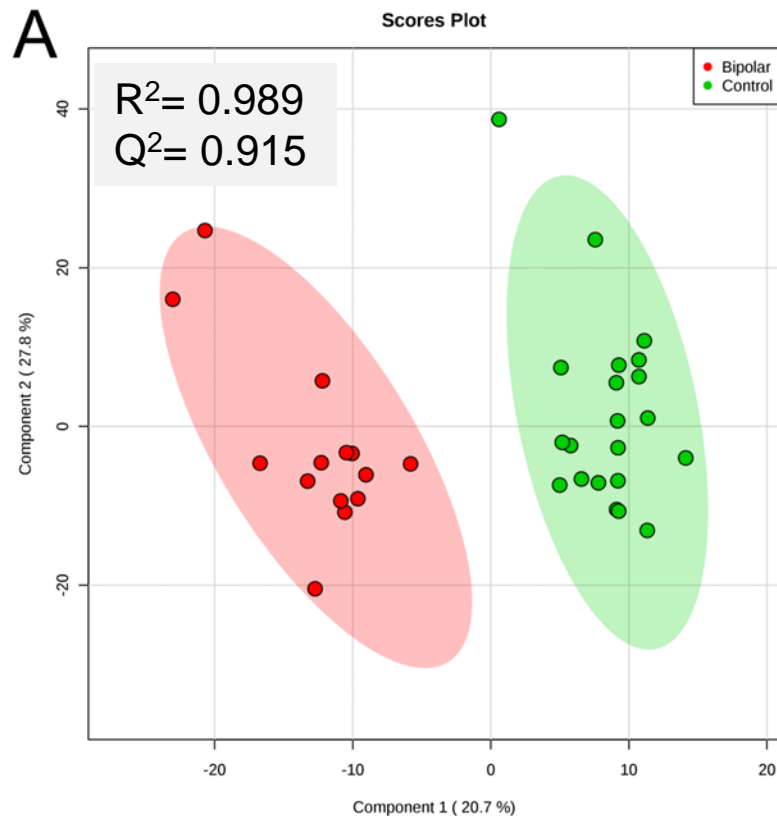 A
Scores Plot
R²= 0.989
Q²= 0.915
Bipolar
Control
40
20
0
-20
Component 2 ( 27.8 %)
-20
-10
0
10
20
Component 1 ( 20.7 %)